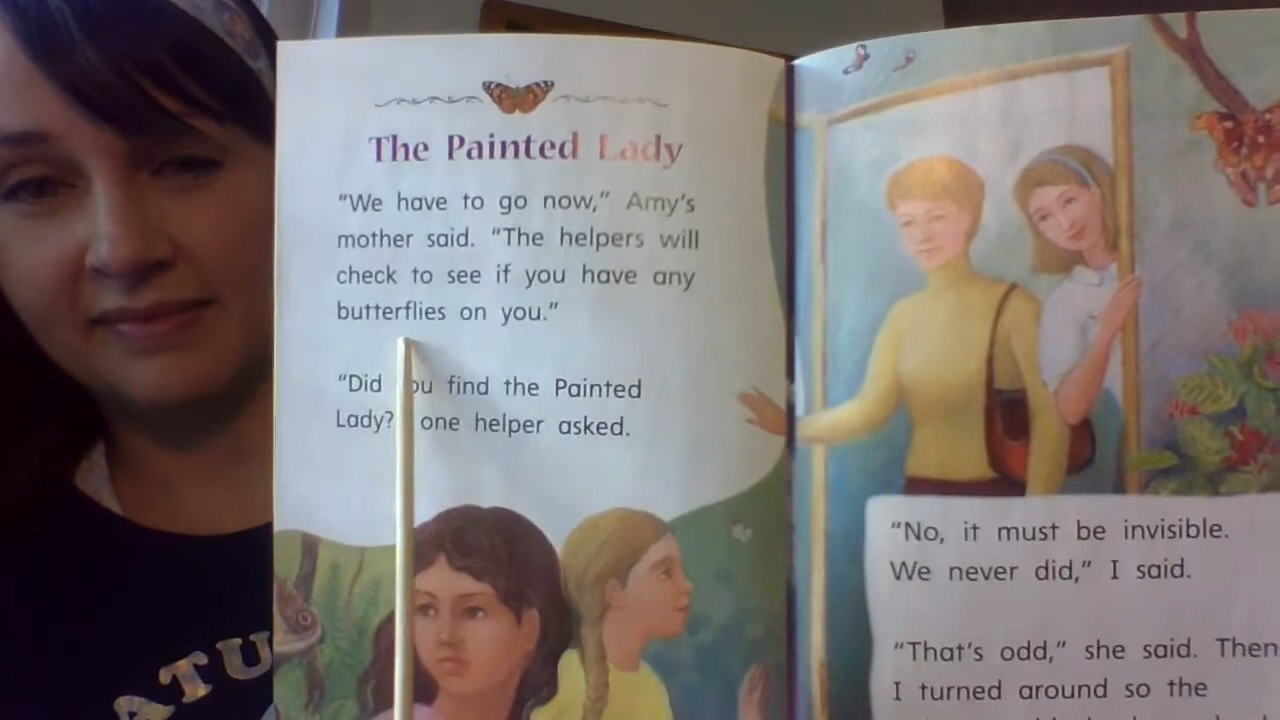 The Painted Lady
"We have to go now," Amy's
mother said. "The helpers will
check to see if you have any
butterflies on you."
"Did you find the Painted
Lady?" one helper asked.
"No, it must be invisible.
We never did," I said.
"That's odd," she said. Then
I turned around so the
ATU